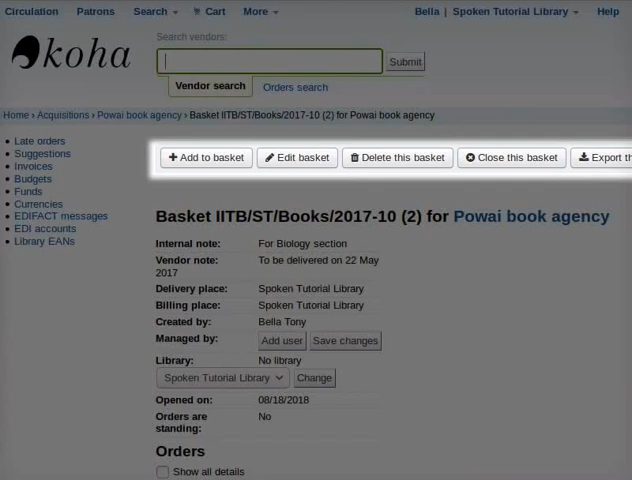 Circulation Patrons Search Cart More Bella | Spoken Tutorial Library Help
koha
Search vendors:
Submit
Vendor search Orders search
Home › Acquisitions › Powai book agency › Basket IITB/ST/Books/2017-10 (2) for Powai book agency
Late orders
Suggestions
Invoices
Budgets
Funds
Currencies
EDIFACT messages
EDI accounts
Library EANs
Add to basket Edit basket Delete this basket Close this basket Export th
Basket IITB/ST/Books/2017-10 (2) for Powai book agency
Internal note: For Biology section
Vendor note: To be delivered on 22 May
2017
Delivery place: Spoken Tutorial Library
Billing place: Spoken Tutorial Library
Created by: Bella Tony
Managed by: Add user Save changes
Library: No library
Spoken Tutorial Library Change
Opened on: 08/18/2018
Orders are No
standing:
Orders
Show all details